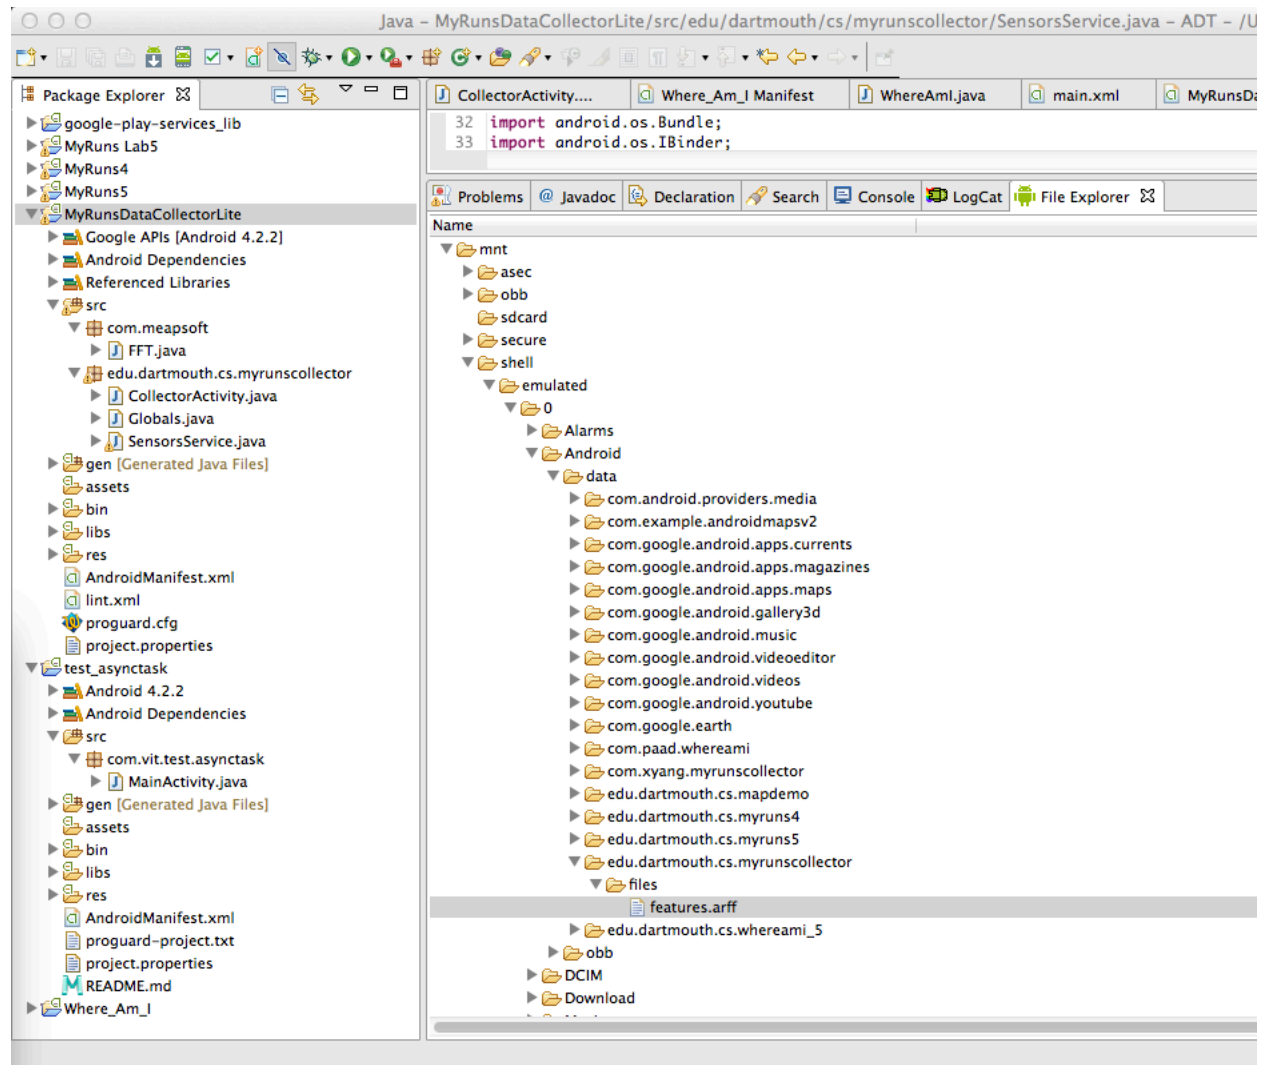 Java – MyRunsDataCollectorLite/src/edu/dartmouth/cs/myrunscollector/SensorsService.java – ADT – /U
Package Explorer
google-play-services_lib
MyRuns Lab5
MyRuns4
MyRuns5
MyRunsDataCollectorLite
Google APIs [Android 4.2.2]
Android Dependencies
Referenced Libraries
src
com.meapsoft
FFT.java
edu.dartmouth.cs.myrunscollector
CollectorActivity.java
Globals.java
SensorsService.java
gen [Generated Java Files]
assets
bin
libs
res
AndroidManifest.xml
lint.xml
proguard.cfg
project.properties
test_asynctask
Android 4.2.2
Android Dependencies
src
com.vit.test.asynctask
MainActivity.java
gen [Generated Java Files]
assets
bin
libs
res
AndroidManifest.xml
proguard-project.txt
project.properties
README.md
Where_Am_I
CollectorActivity.... Where_Am_I Manifest WhereAmI.java main.xml MyRunsDa
32 import android.os.Bundle;
33 import android.os.IBinder;
Problems @ Javadoc Declaration Search Console LogCat File Explorer
Name
mnt
asec
obb
sdcard
secure
shell
emulated
0
Alarms
Android
data
com.android.providers.media
com.example.androidmapsv2
com.google.android.apps.currents
com.google.android.apps.magazines
com.google.android.apps.maps
com.google.android.gallery3d
com.google.android.music
com.google.android.videoeditor
com.google.android.videos
com.google.android.youtube
com.google.earth
com.paad.whereami
com.xyang.myrunscollector
edu.dartmouth.cs.mapdemo
edu.dartmouth.cs.myruns4
edu.dartmouth.cs.myruns5
edu.dartmouth.cs.myrunscollector
files
features.arff
edu.dartmouth.cs.whereami_5
obb
DCIM
Download